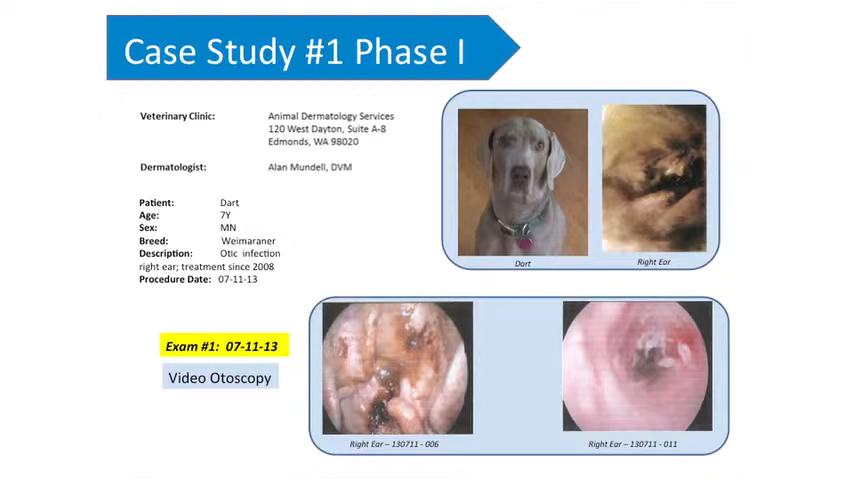 Case Study #1 Phase I
Veterinary Clinic: Animal Dermatology Services
120 West Dayton, Suite A-8
Edmonds, WA 98020
Dermatologist: Alan Mundell, DVM
Patient: Dart
Age: 7Y
Sex: MN
Breed: Weimaraner
Description: Otic infection
right ear; treatment since 2008
Procedure Date: 07-11-13
Dart
Right Ear
Exam #1: 07-11-13
Video Otoscopy
Right Ear – 130711 - 006
Right Ear – 130711 - 011